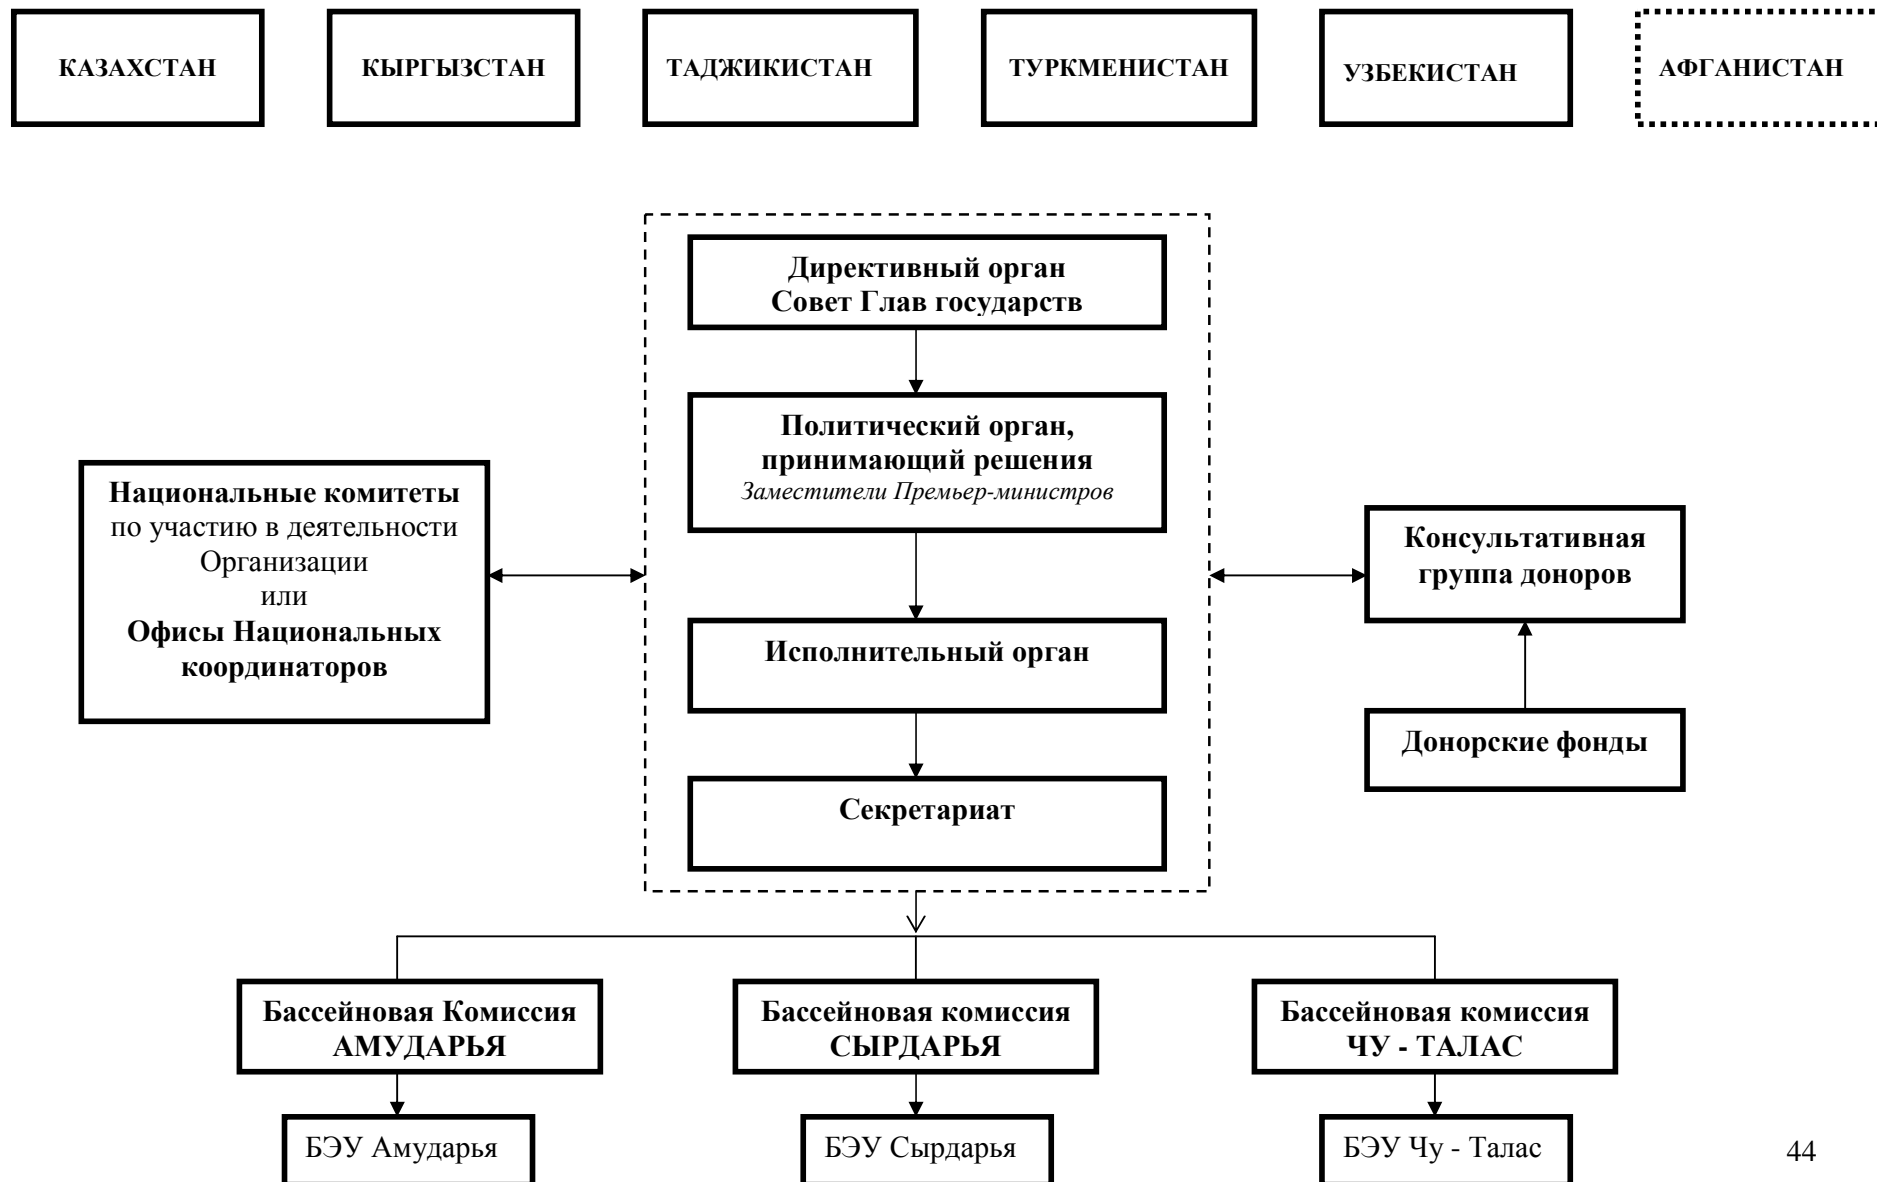 КАЗАХСТАН
КЫРГЫЗСТАН
ТАДЖИКИСТАН
ТУРКМЕНИСТАН
УЗБЕКИСТАН
АФГАНИСТАН
Директивный орган
Совет Глав государств
Политический орган,
принимающий решения
Заместители Премьер-министров
Национальные комитеты
по участию в деятельности
Организации
или
Офисы Национальных
координаторов
Консультативная
группа доноров
Исполнительный орган
Донорские фонды
Секретариат
Бассейновая Комиссия
АМУДАРЬЯ
Бассейновая комиссия
СЫРДАРЬЯ
Бассейновая комиссия
ЧУ - ТАЛАС
БЭУ Амударья
БЭУ Сырдарья
БЭУ Чу - Талас
44